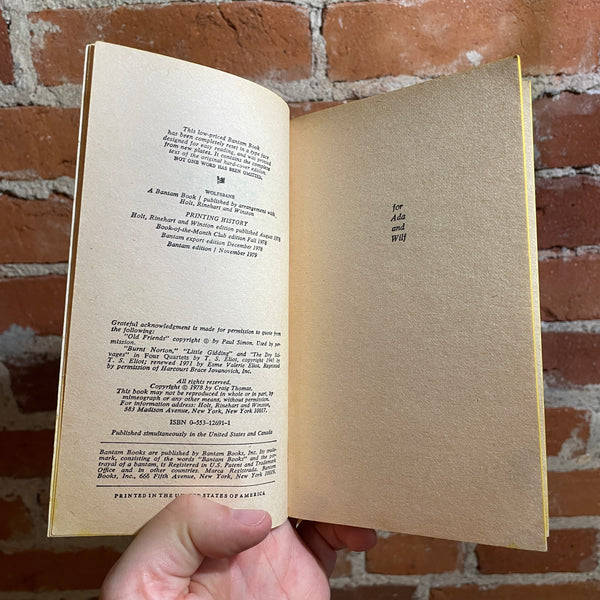 This low-priced Bantam Book
has been completely reset in a type face
designed for easy reading, and was printed
from new plates. It contains the complete
text of the original hard-cover edition.
NOT ONE WORD HAS BEEN OMITTED.
WOLFSBANE
A Bantam Book / published by arrangement with
Holt, Rinehart and Winston
PRINTING HISTORY
Holt, Rinehart and Winston edition published August 1978
Book-of-the-Month Club edition Fall 1978
Bantam export edition December 1978
Bantam edition / November 1979
Grateful acknowledgment is made for permission to quote from
the following:
"Old Friends" copyright © by Paul Simon. Used by per-
mission.
"Burnt Norton," "Little Gidding" and "The Dry Sal-
vages" in Four Quartets by T. S. Eliot, copyright 1943 by
T. S. Eliot; renewed 1971 by Esme Valerie Eliot. Reprinted
by permission of Harcourt Brace Jovanovich, Inc.
All rights reserved.
Copyright © 1978 by Craig Thomas.
This book may not be reproduced in whole or in part, by
mimeograph or any other means, without permission.
For information address: Holt, Rinehart and Winston,
383 Madison Avenue, New York, New York 10017.
ISBN 0-553-12691-1
Published simultaneously in the United States and Canada
Bantam Books are published by Bantam Books, Inc. Its trade-
mark, consisting of the words "Bantam Books" and the por-
trayal of a bantam, is Registered in U.S. Patent and Trademark
Office and in other countries. Marca Registrada. Bantam
Books, Inc., 666 Fifth Avenue, New York, New York 10019.
PRINTED IN THE UNITED STATES OF AMERICA
for
Ada
and
Wilf